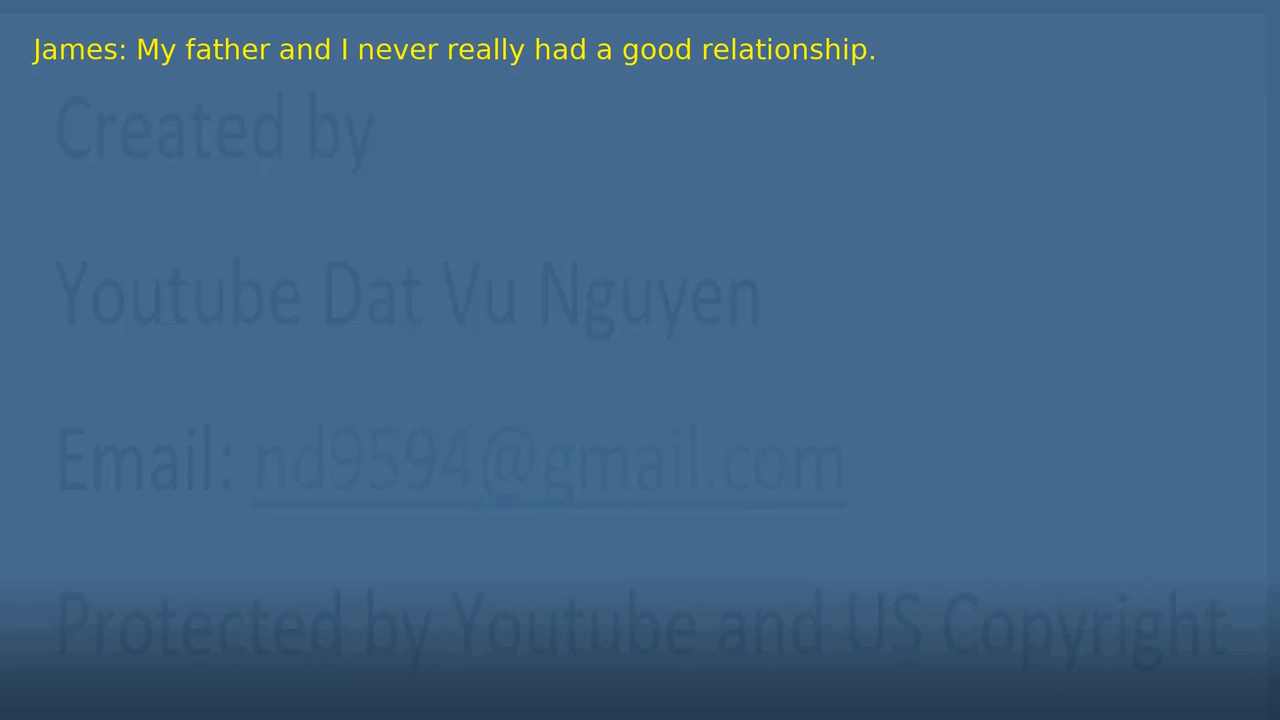 James: My father and I never really had a good relationship.
Created by
Youtube Dat Vu Nguyen
Email: nd9594@gmail.com
Protected by Youtube and US Copyright